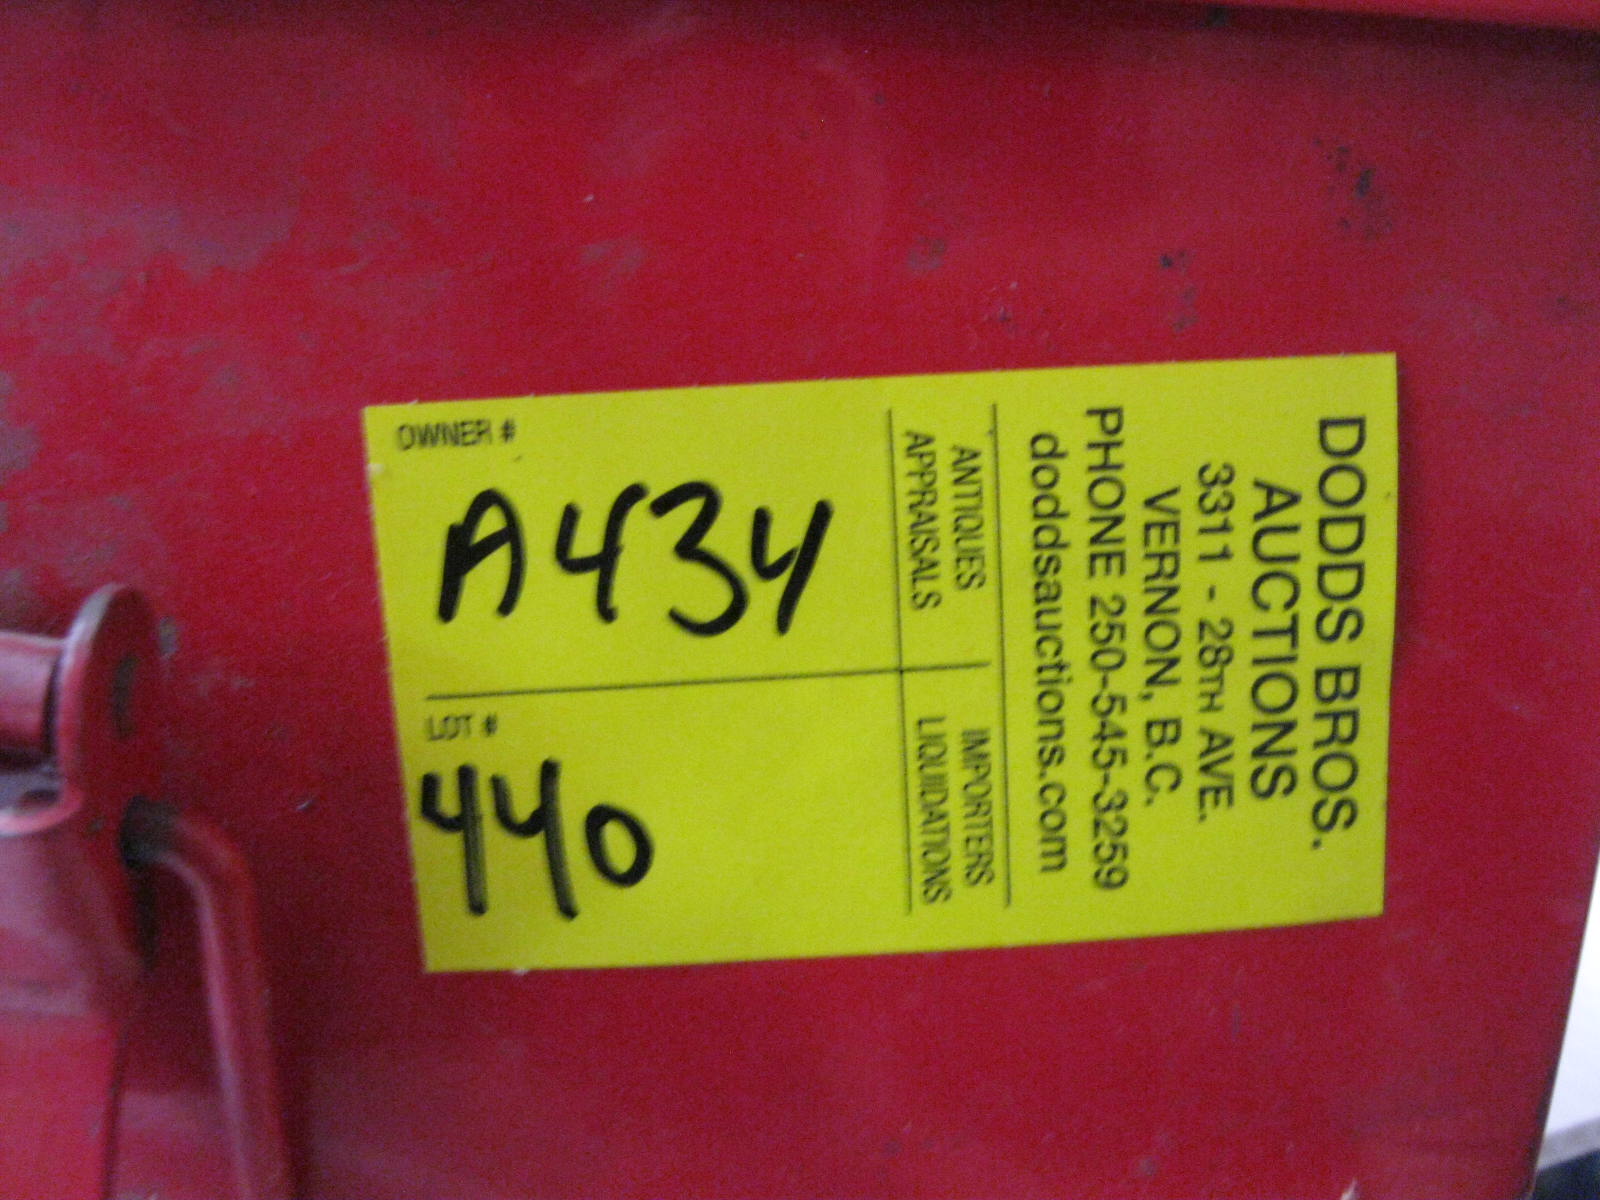 DODDS BROS.
AUCTIONS
3311 - 28TH AVE.
VERNON, B.C.
PHONE 250-545-3259
doddsauctions.com
ANTIQUES IMPORTERS
APPRAISALS LIQUIDATIONS
OWNER #
A434
LOT #
440